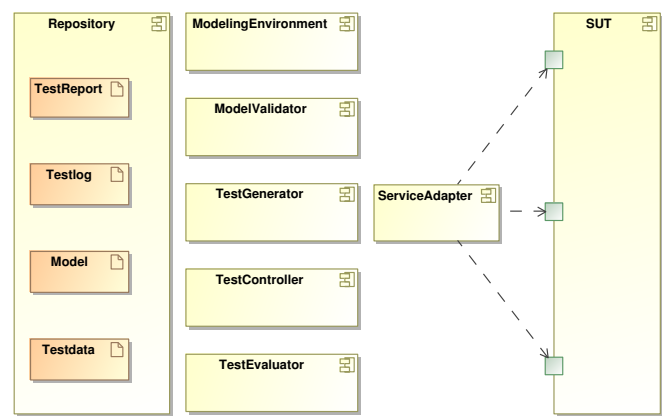 Repository
TestReport
Testlog
Model
Testdata
ModelingEnvironment
ModelValidator
TestGenerator
TestController
TestEvaluator
ServiceAdapter
SUT